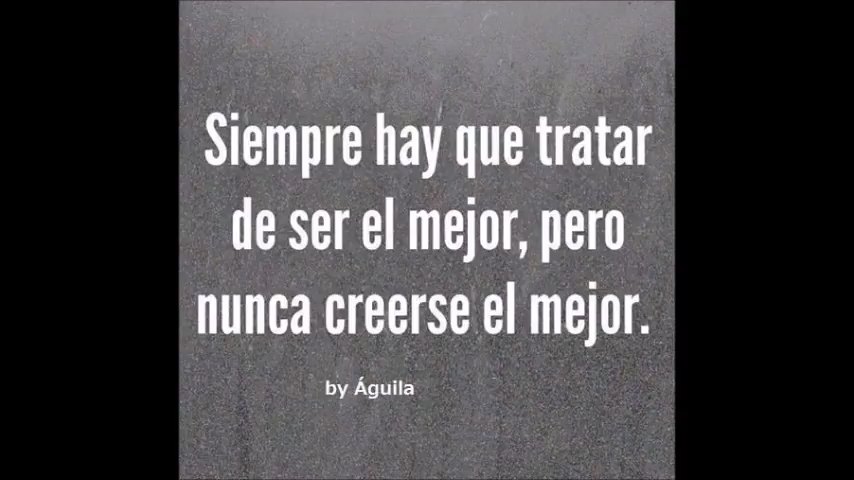 Siempre hay que tratar
de ser el mejor, pero
nunca creerse el mejor.
by Águila